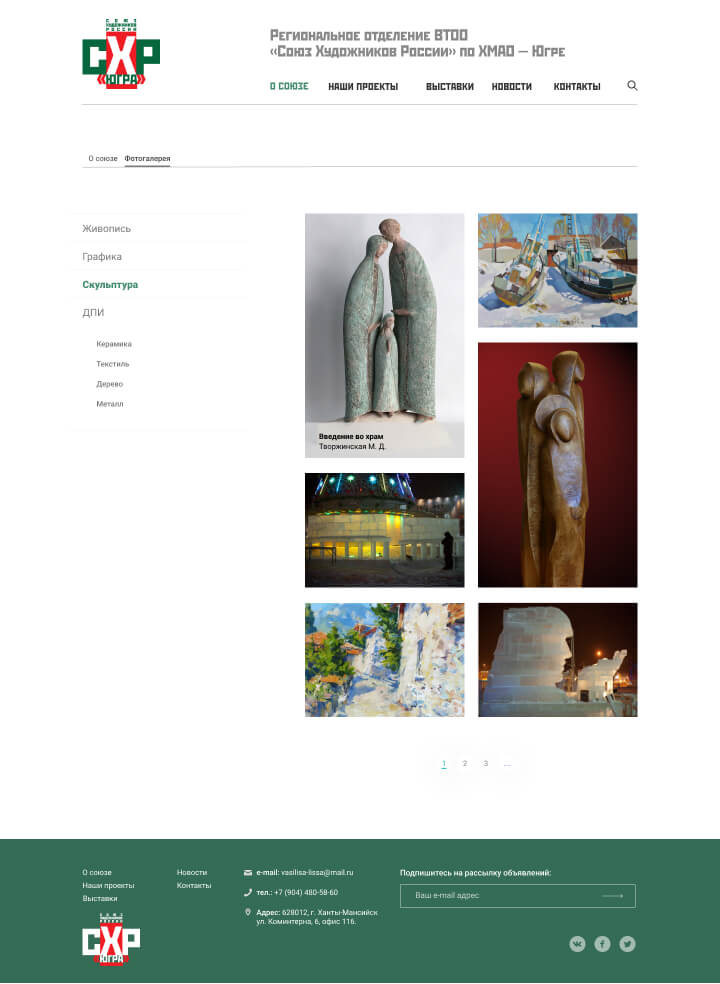 СОЮЗ
ХУДОЖНИКОВ
РОССИИ
СХР
«ЮГРА»
Региональное отделение ВТОО
«Союз Художников России» по ХМАО — Югре
О СОЮЗЕ НАШИ ПРОЕКТЫ ВЫСТАВКИ НОВОСТИ КОНТАКТЫ
О союзе Фотогалерея
Живопись
Графика
Скульптура
ДПИ
Керамика
Текстиль
Дерево
Металл
Введение во храм
Творжинская М. Д.
1 2 3 ...
О союзе
Наши проекты
Выставки
Новости
Контакты
e-mail: vasilisa-lissa@mail.ru
тел.: +7 (904) 480-58-60
Адрес: 628012, г. Ханты-Мансийск
ул. Коминтерна, 6, офис 116.
Подпишитесь на рассылку объявлений:
Ваш e-mail адрес
СОЮЗ
РОССИИ
СХР
«ЮГРА»